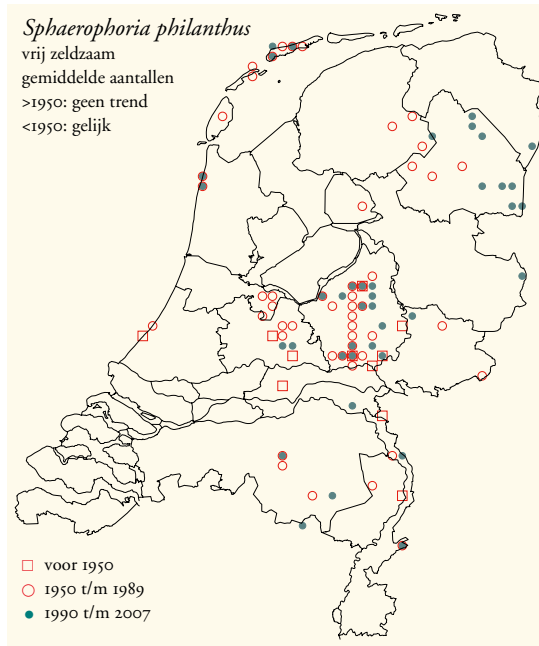 Sphaerophoria philanthus
vrij zeldzaam
gemiddelde aantallen
>1950: geen trend
<1950: gelijk
voor 1950
1950 t/m 1989
1990 t/m 2007